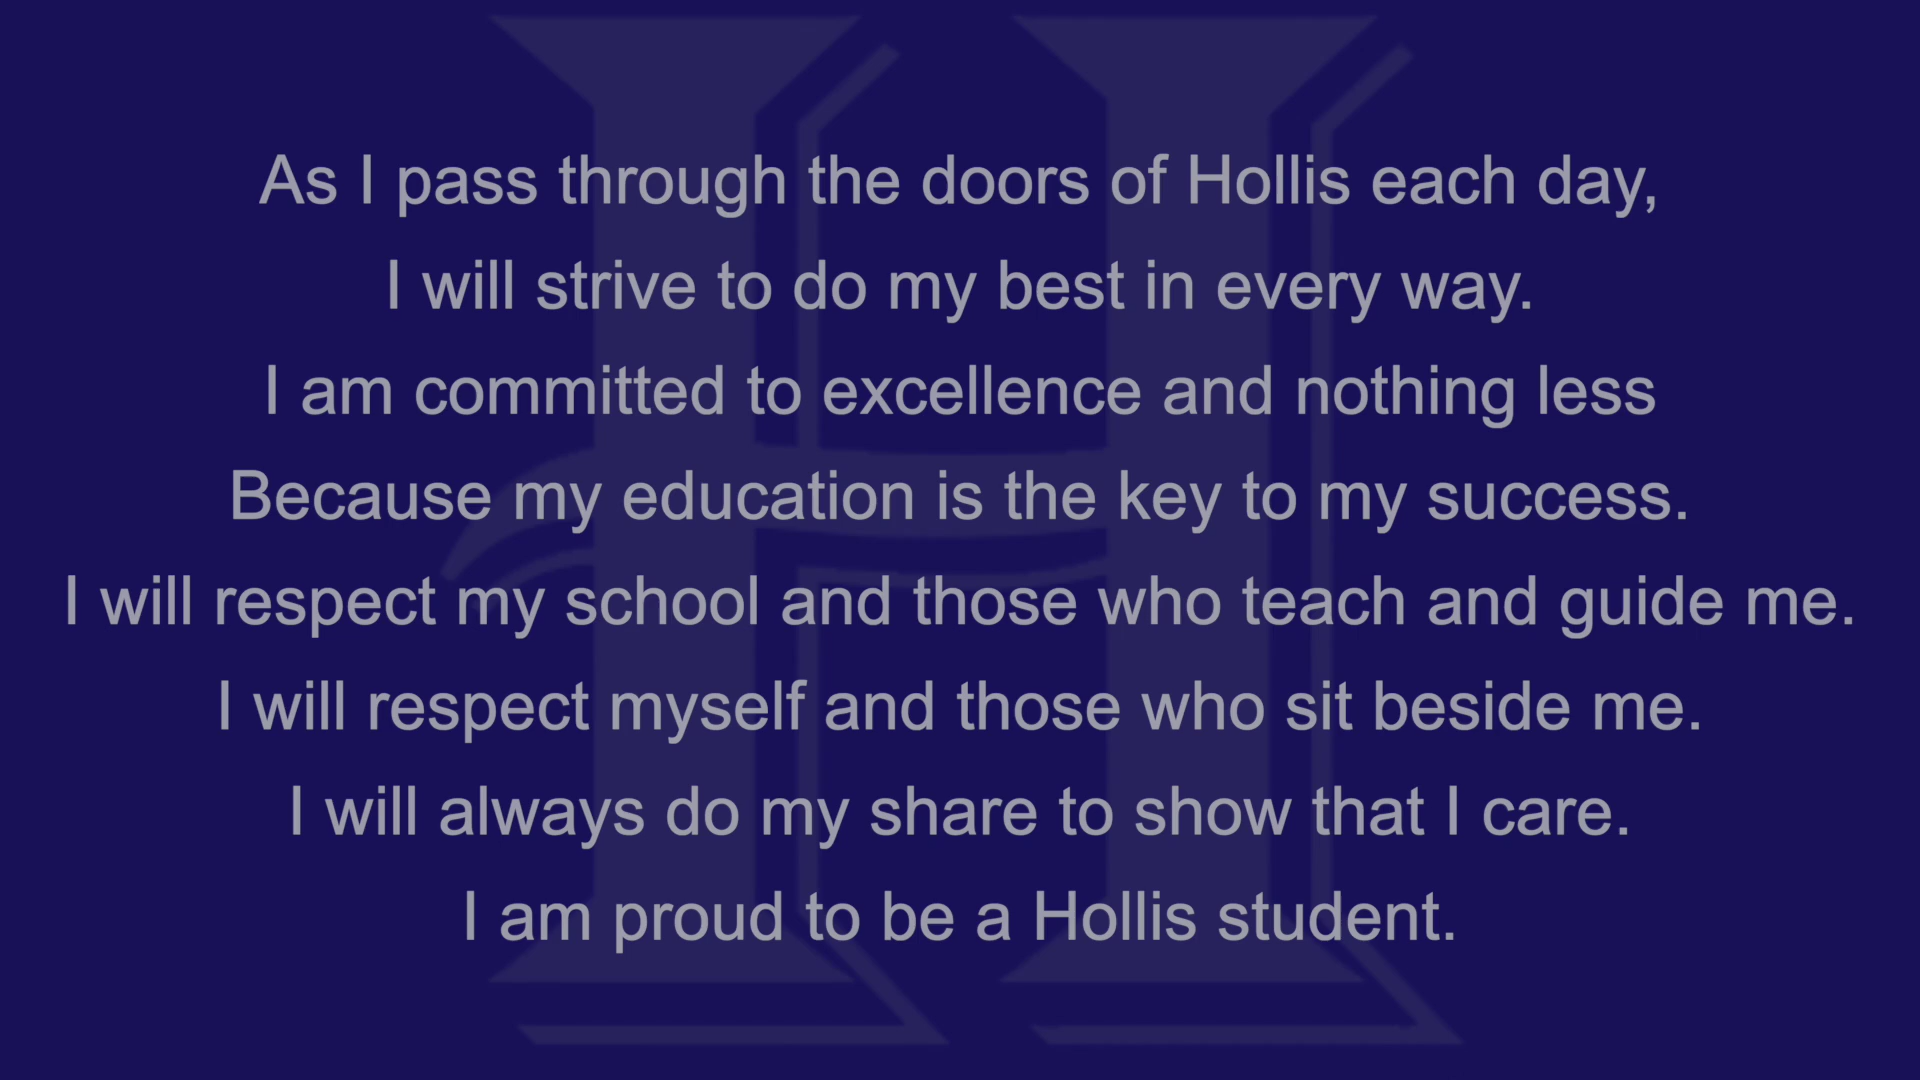 As I pass through the doors of Hollis each day,
I will strive to do my best in every way.
I am committed to excellence and nothing less
Because my education is the key to my success.
I will respect my school and those who teach and guide me.
I will respect myself and those who sit beside me.
I will always do my share to show that I care.
I am proud to be a Hollis student.